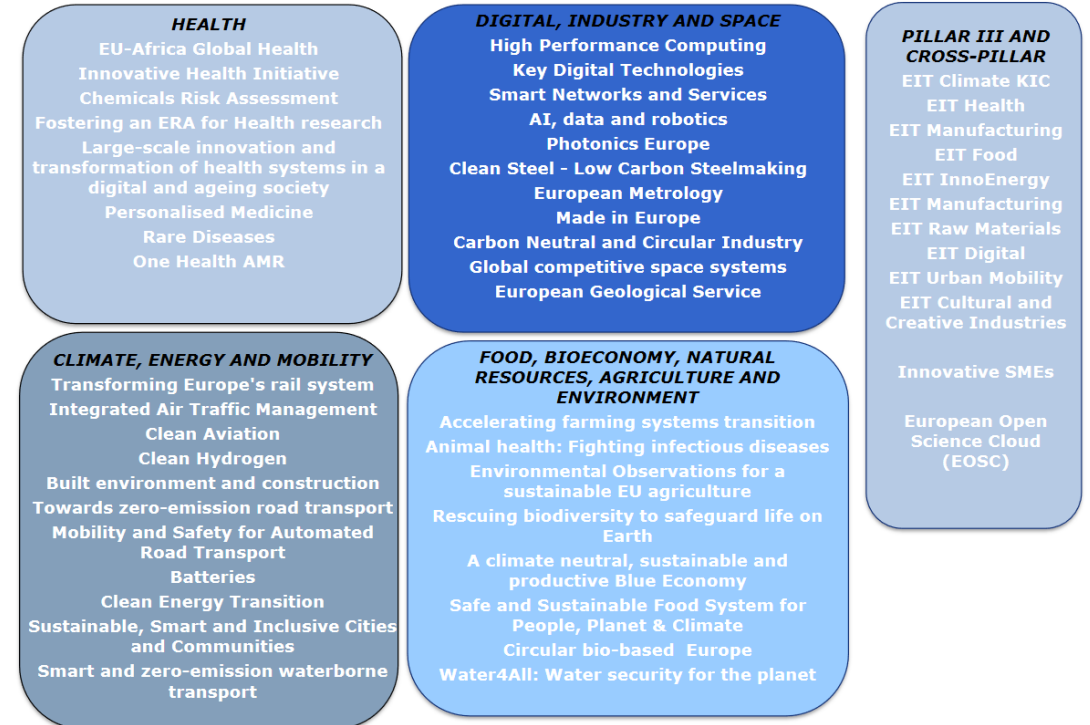 HEALTH
EU-Africa Global Health
Innovative Health Initiative
Chemicals Risk Assessment
Fostering an ERA for Health research
Large-scale innovation and
transformation of health systems in a
digital and ageing society
Personalised Medicine
Rare Diseases
One Health AMR
DIGITAL, INDUSTRY AND SPACE
High Performance Computing
Key Digital Technologies
Smart Networks and Services
AI, data and robotics
Photonics Europe
Clean Steel - Low Carbon Steelmaking
European Metrology
Made in Europe
Carbon Neutral and Circular Industry
Global competitive space systems
European Geological Service
PILLAR III AND
CROSS-PILLAR
EIT Climate KIC
EIT Health
EIT Manufacturing
EIT Food
EIT InnoEnergy
EIT Manufacturing
EIT Raw Materials
EIT Digital
EIT Urban Mobility
EIT Cultural and
Creative Industries
Innovative SMEs
European Open
Science Cloud
(EOSC)
CLIMATE, ENERGY AND MOBILITY
Transforming Europe's rail system
Integrated Air Traffic Management
Clean Aviation
Clean Hydrogen
Built environment and construction
Towards zero-emission road transport
Mobility and Safety for Automated
Road Transport
Batteries
Clean Energy Transition
Sustainable, Smart and Inclusive Cities
and Communities
Smart and zero-emission waterborne
transport
FOOD, BIOECONOMY, NATURAL
RESOURCES, AGRICULTURE AND
ENVIRONMENT
Accelerating farming systems transition
Animal health: Fighting infectious diseases
Environmental Observations for a
sustainable EU agriculture
Rescuing biodiversity to safeguard life on
Earth
A climate neutral, sustainable and
productive Blue Economy
Safe and Sustainable Food System for
People, Planet & Climate
Circular bio-based Europe
Water4All: Water security for the planet